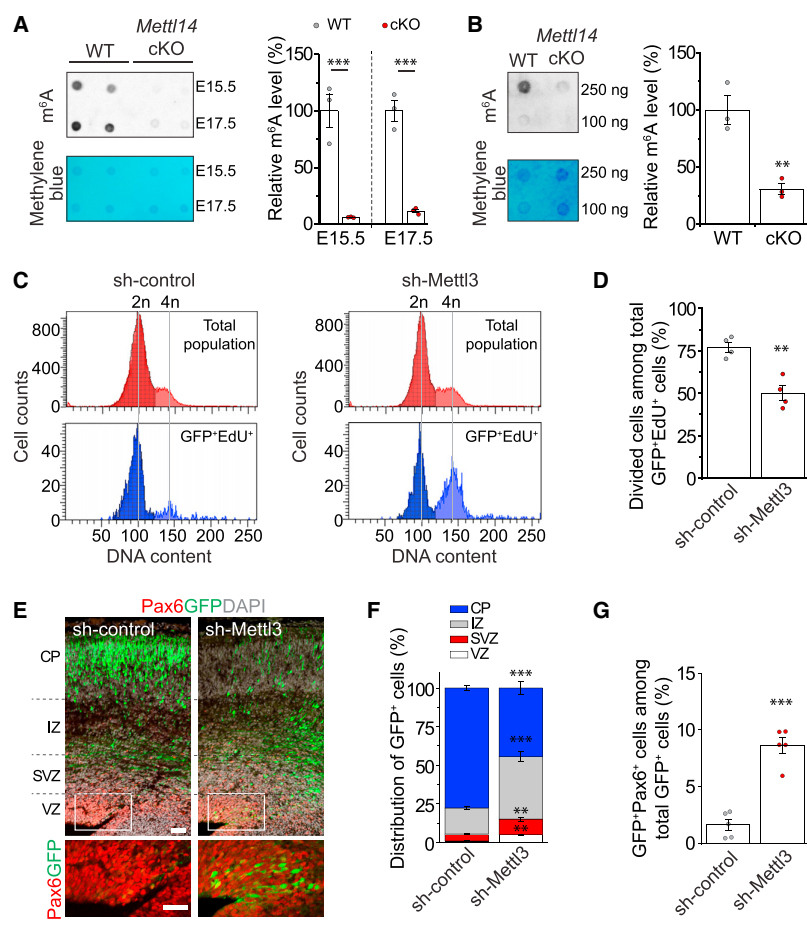 A
Mettl14
WT cKO
m⁶A
E15.5
E17.5
Methylene
blue
E15.5
E17.5
WT cKO
Relative m⁶A level (%)
150
100
50
0
*** ***
E15.5 E17.5
B
Mettl14
WT cKO
m⁶A
250 ng
100 ng
Methylene
blue
250 ng
100 ng
Relative m⁶A level (%)
150
100
50
0
**
WT cKO
C
sh-control
2n 4n
Total
population
800
400
0
GFP⁺EdU⁺
40
20
0
50 100 150 200 250
DNA content
Cell counts
sh-Mettl3
2n 4n
Total
population
800
400
0
GFP⁺EdU⁺
40
20
0
50 100 150 200 250
DNA content
D
Divided cells among total
GFP⁺EdU⁺ cells (%)
100
75
50
25
0
**
sh-control
sh-Mettl3
E
Pax6GFPDAPI
sh-control sh-Mettl3
CP
IZ
SVZ
VZ
Pax6GFP
F
CP
IZ
SVZ
VZ
Distribution of GFP⁺ cells (%)
100
75
50
25
0
***
***
**
**
sh-control
sh-Mettl3
G
GFP⁺Pax6⁺ cells among
total GFP⁺ cells (%)
15
10
5
0
***
sh-control
sh-Mettl3